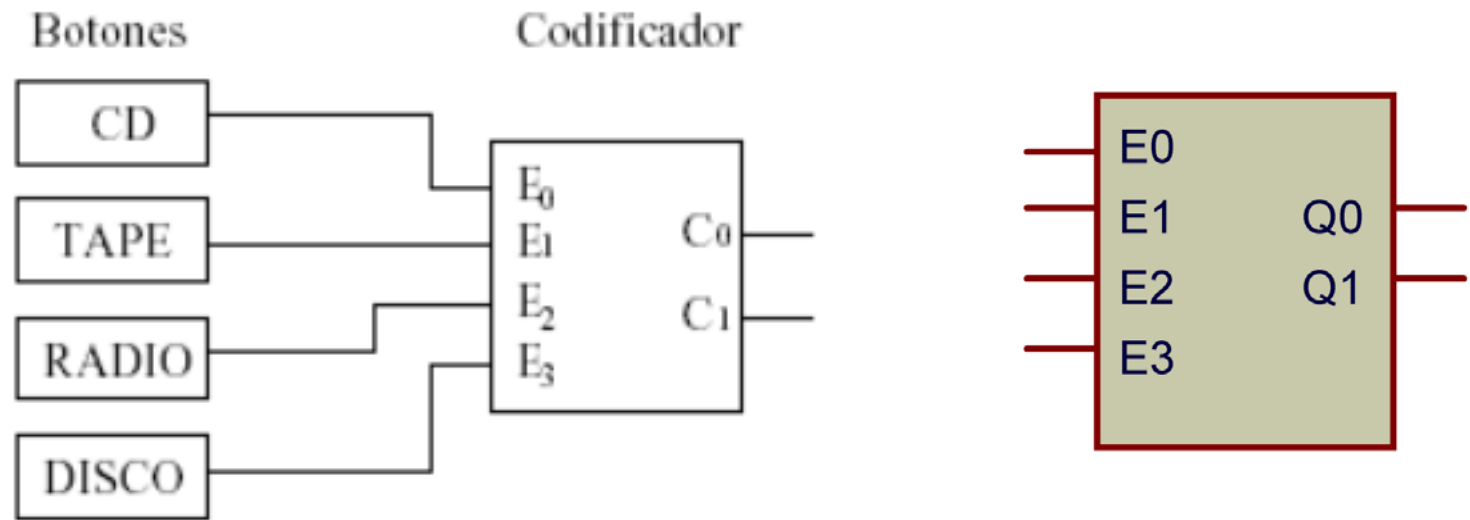 Botones
CD
TAPE
RADIO
DISCO
Codificador
E0
E1
E2
E3
C0
C1
E0
E1
E2
E3
Q0
Q1